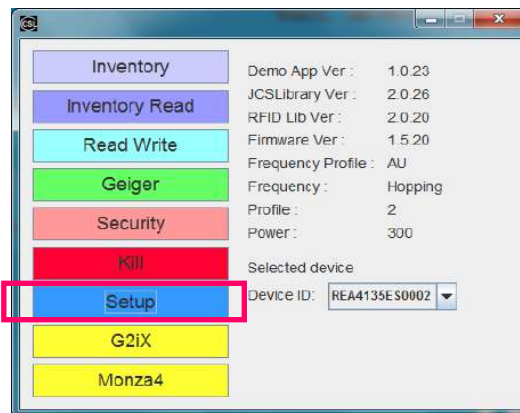 CSL
Inventory
Inventory Read
Read Write
Geiger
Security
Kill
Setup
G2iX
Monza4
Demo App Ver : 1.0.23
JCSLibrary Ver : 2.0.26
RFID Lib Ver : 2.0.20
Firmware Ver : 1.5.20
Frequency Profile : AU
Frequency : Hopping
Profile : 2
Power : 300
Selected device
Device ID: REA4135ES0002